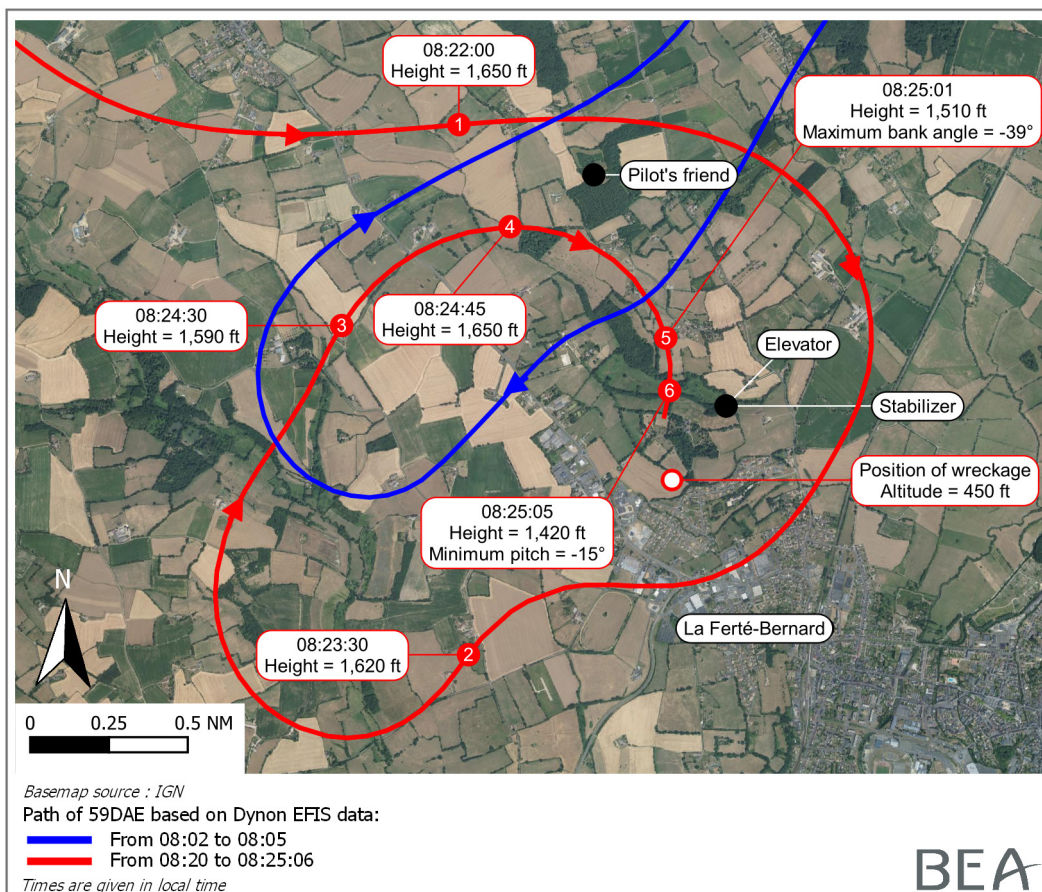 08:22:00
Height = 1,650 ft
1
08:25:01
Height = 1,510 ft
Maximum bank angle = -39°
Pilot's friend
4
08:24:30
Height = 1,590 ft
3
08:24:45
Height = 1,650 ft
5
Elevator
6
Stabilizer
Position of wreckage
Altitude = 450 ft
08:25:05
Height = 1,420 ft
Minimum pitch = -15°
N
08:23:30
Height = 1,620 ft
2
La Ferté-Bernard
0 0.25 0.5 NM
Basemap source : IGN
Path of 59DAE based on Dynon EFIS data:
From 08:02 to 08:05
From 08:20 to 08:25:06
Times are given in local time
BEA